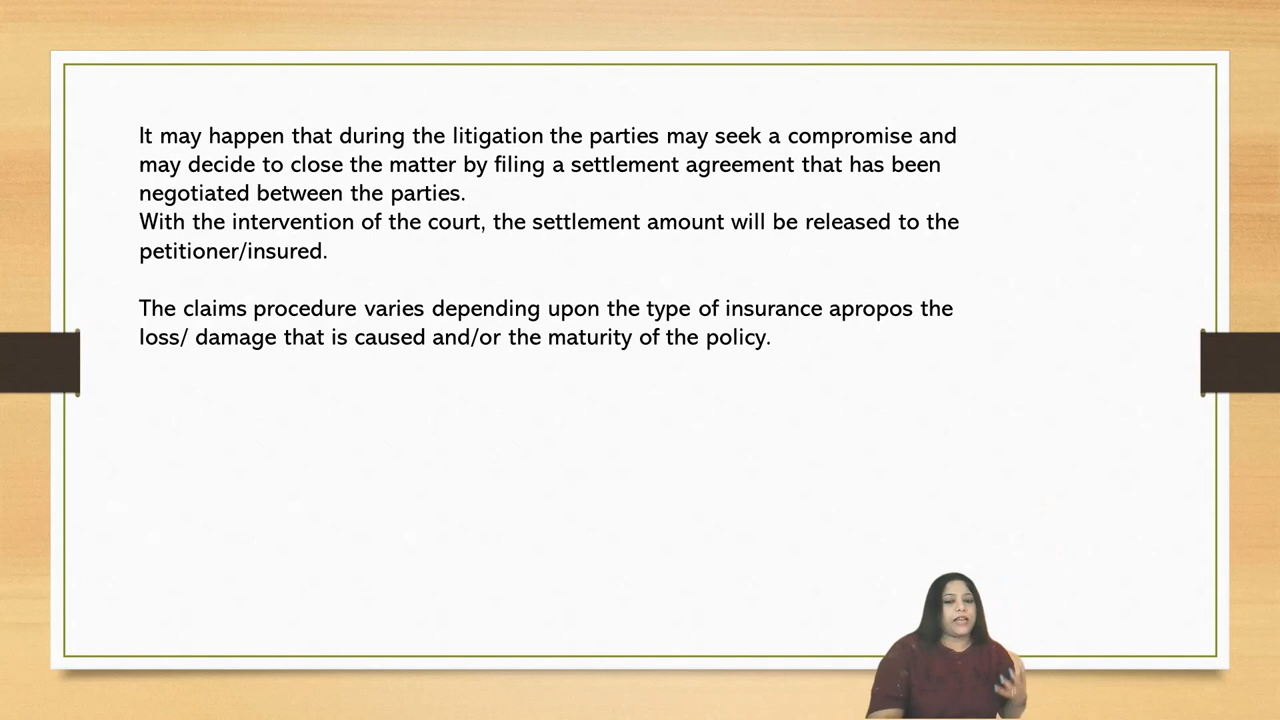 It may happen that during the litigation the parties may seek a compromise and
may decide to close the matter by filing a settlement agreement that has been
negotiated between the parties.
With the intervention of the court, the settlement amount will be released to the
petitioner/insured.
The claims procedure varies depending upon the type of insurance apropos the
loss/ damage that is caused and/or the maturity of the policy.